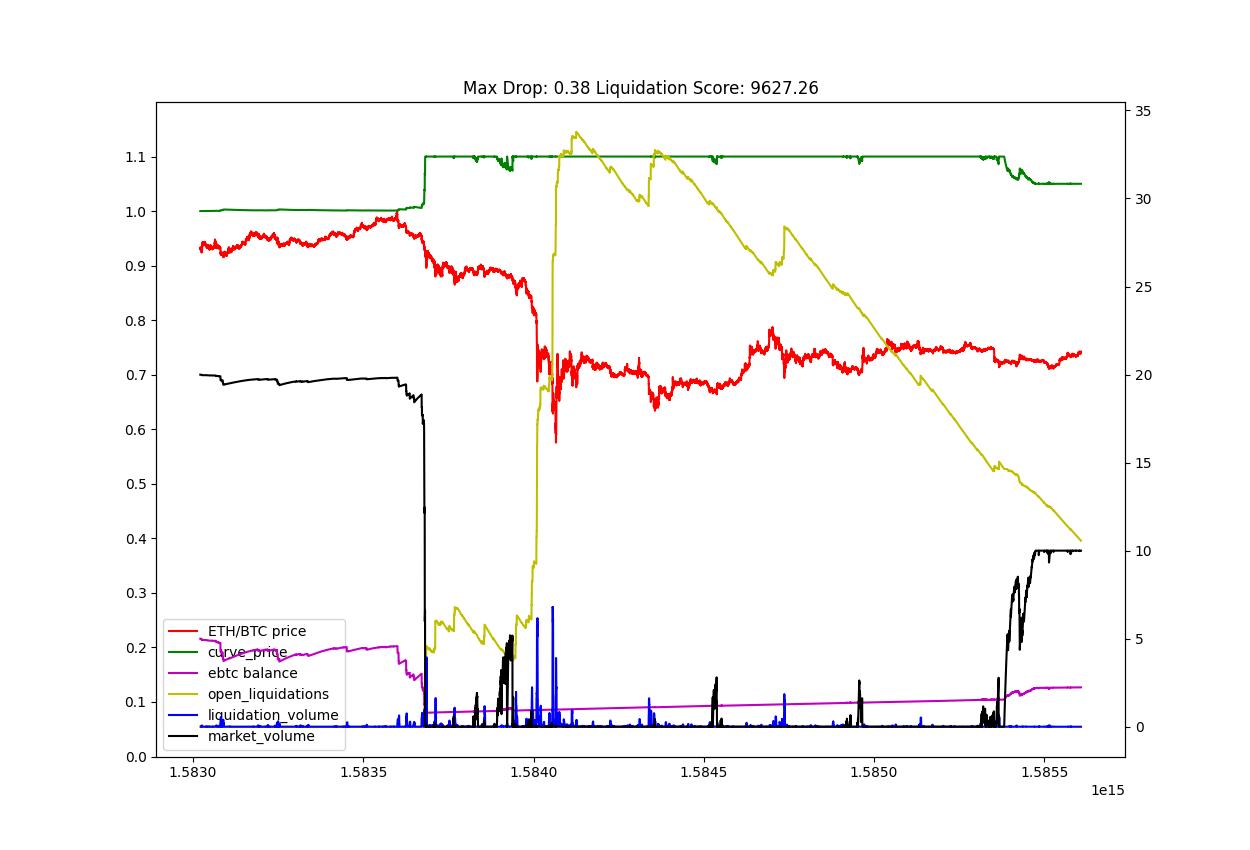 Max Drop: 0.38 Liquidation Score: 9627.26
1.1
1.0
0.9
0.8
0.7
0.6
0.5
0.4
0.3
0.2
0.1
0.0
35
30
25
20
15
10
5
0
ETH/BTC price
curve_price
ebtc balance
open_liquidations
liquidation_volume
market_volume
1.5830 1.5835 1.5840 1.5845 1.5850 1.5855
1e15